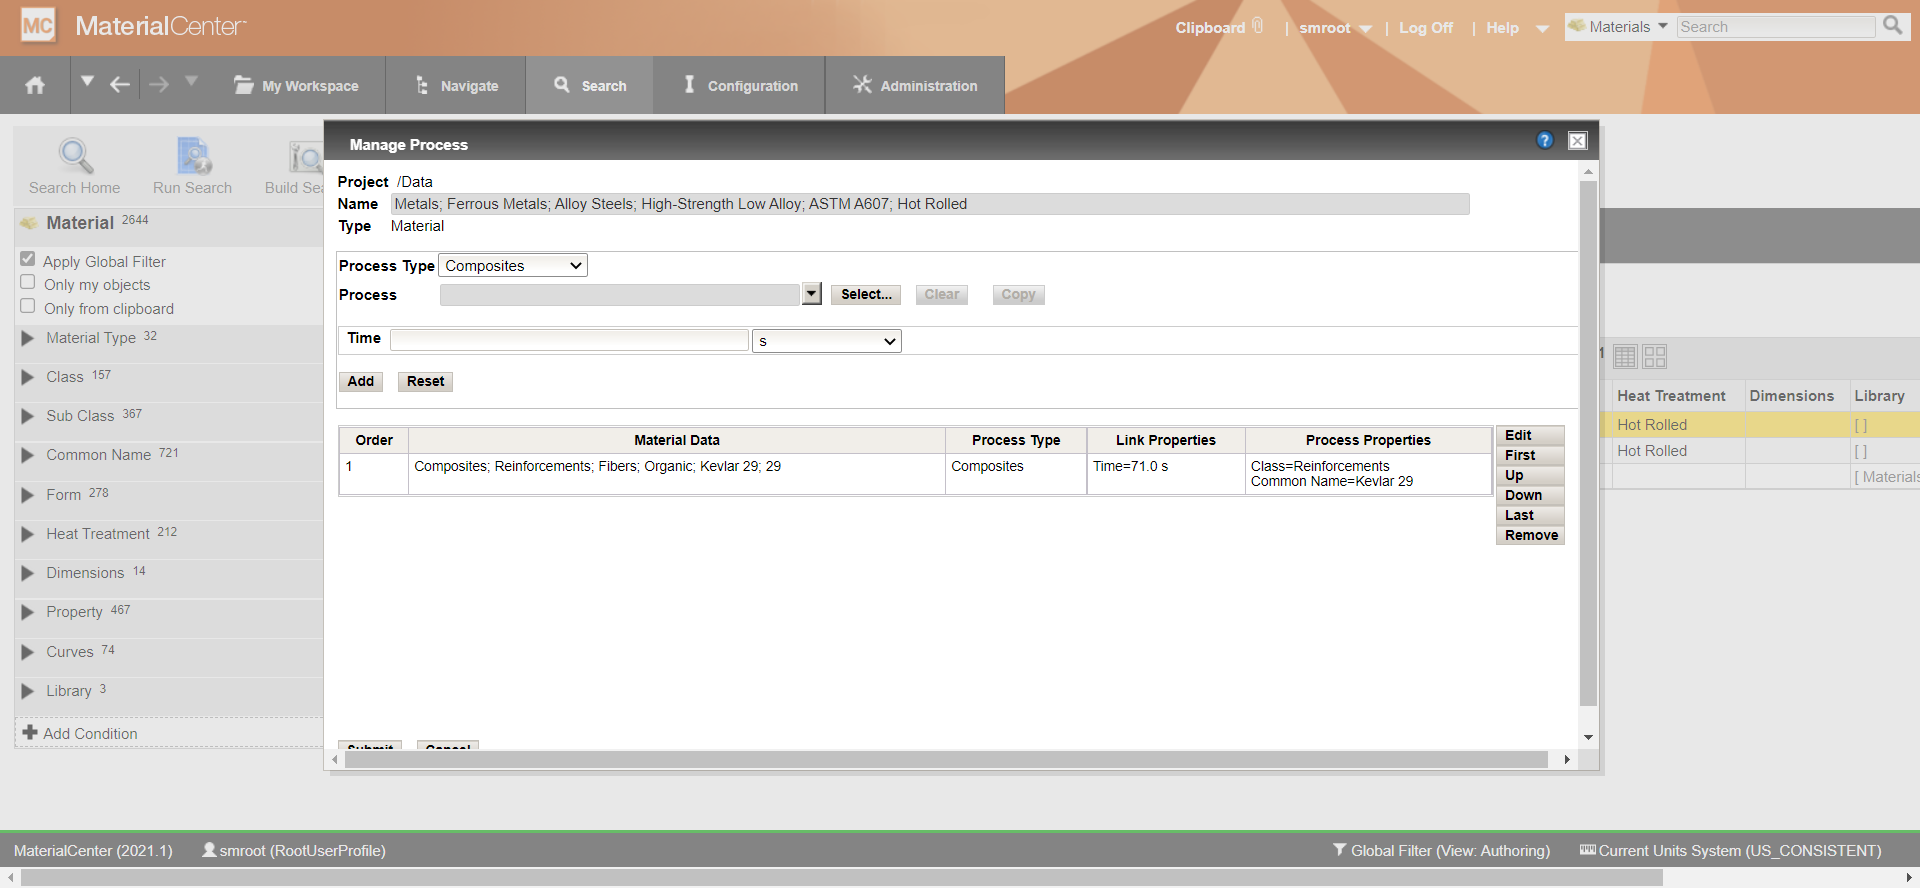 MC MaterialCenter
Clipboard | smroot | Log Off | Help Materials Search
My Workspace Navigate Search Configuration Administration
Search Home Run Search
Material 2644
Apply Global Filter
Only my objects
Only from clipboard
Material Type 32
Class 157
Sub Class 367
Common Name 721
Form 278
Heat Treatment 212
Dimensions 14
Property 467
Curves 74
Library 3
Add Condition
Manage Process ?
Project /Data
Name Metals; Ferrous Metals; Alloy Steels; High-Strength Low Alloy; ASTM A607; Hot Rolled
Type Material
Process Type Composites
Process Select... Clear Copy
Time s
Add Reset
Order Material Data Process Type Link Properties Process Properties
1 Composites; Reinforcements; Fibers; Organic; Kevlar 29; 29 Composites Time=71.0 s Class=Reinforcements
Common Name=Kevlar 29
Edit
First
Up
Down
Last
Remove
Submit Cancel
Heat Treatment Dimensions Library
Hot Rolled [ ]
Hot Rolled [ ]
[ Materials
MaterialCenter (2021.1) smroot (RootUserProfile) Global Filter (View: Authoring) Current Units System (US_CONSISTENT)